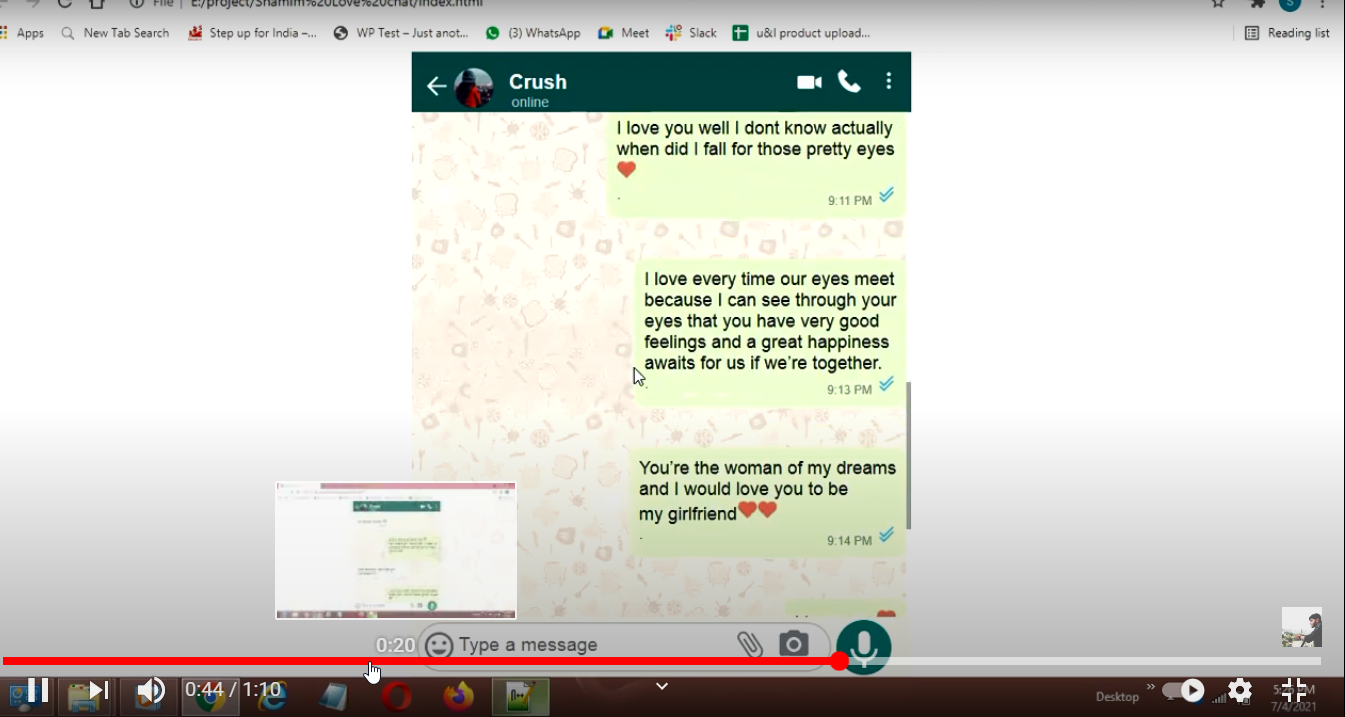 File
E:/project/Shamim%20Love%20chat/index.html
Apps
New Tab Search
Step up for India –...
WP Test – Just anot...
(3) WhatsApp
Meet
Slack
u&I product upload...
Reading list
Crush
online
I love you well I dont know actually
when did I fall for those pretty eyes
❤
.
9:11 PM
I love every time our eyes meet
because I can see through your
eyes that you have very good
feelings and a great happiness
awaits for us if we’re together.
.
9:13 PM
You’re the woman of my dreams
and I would love you to be
my girlfriend❤❤
.
9:14 PM
0:20
Type a message
0:44 / 1:10
Desktop
7/4/2021